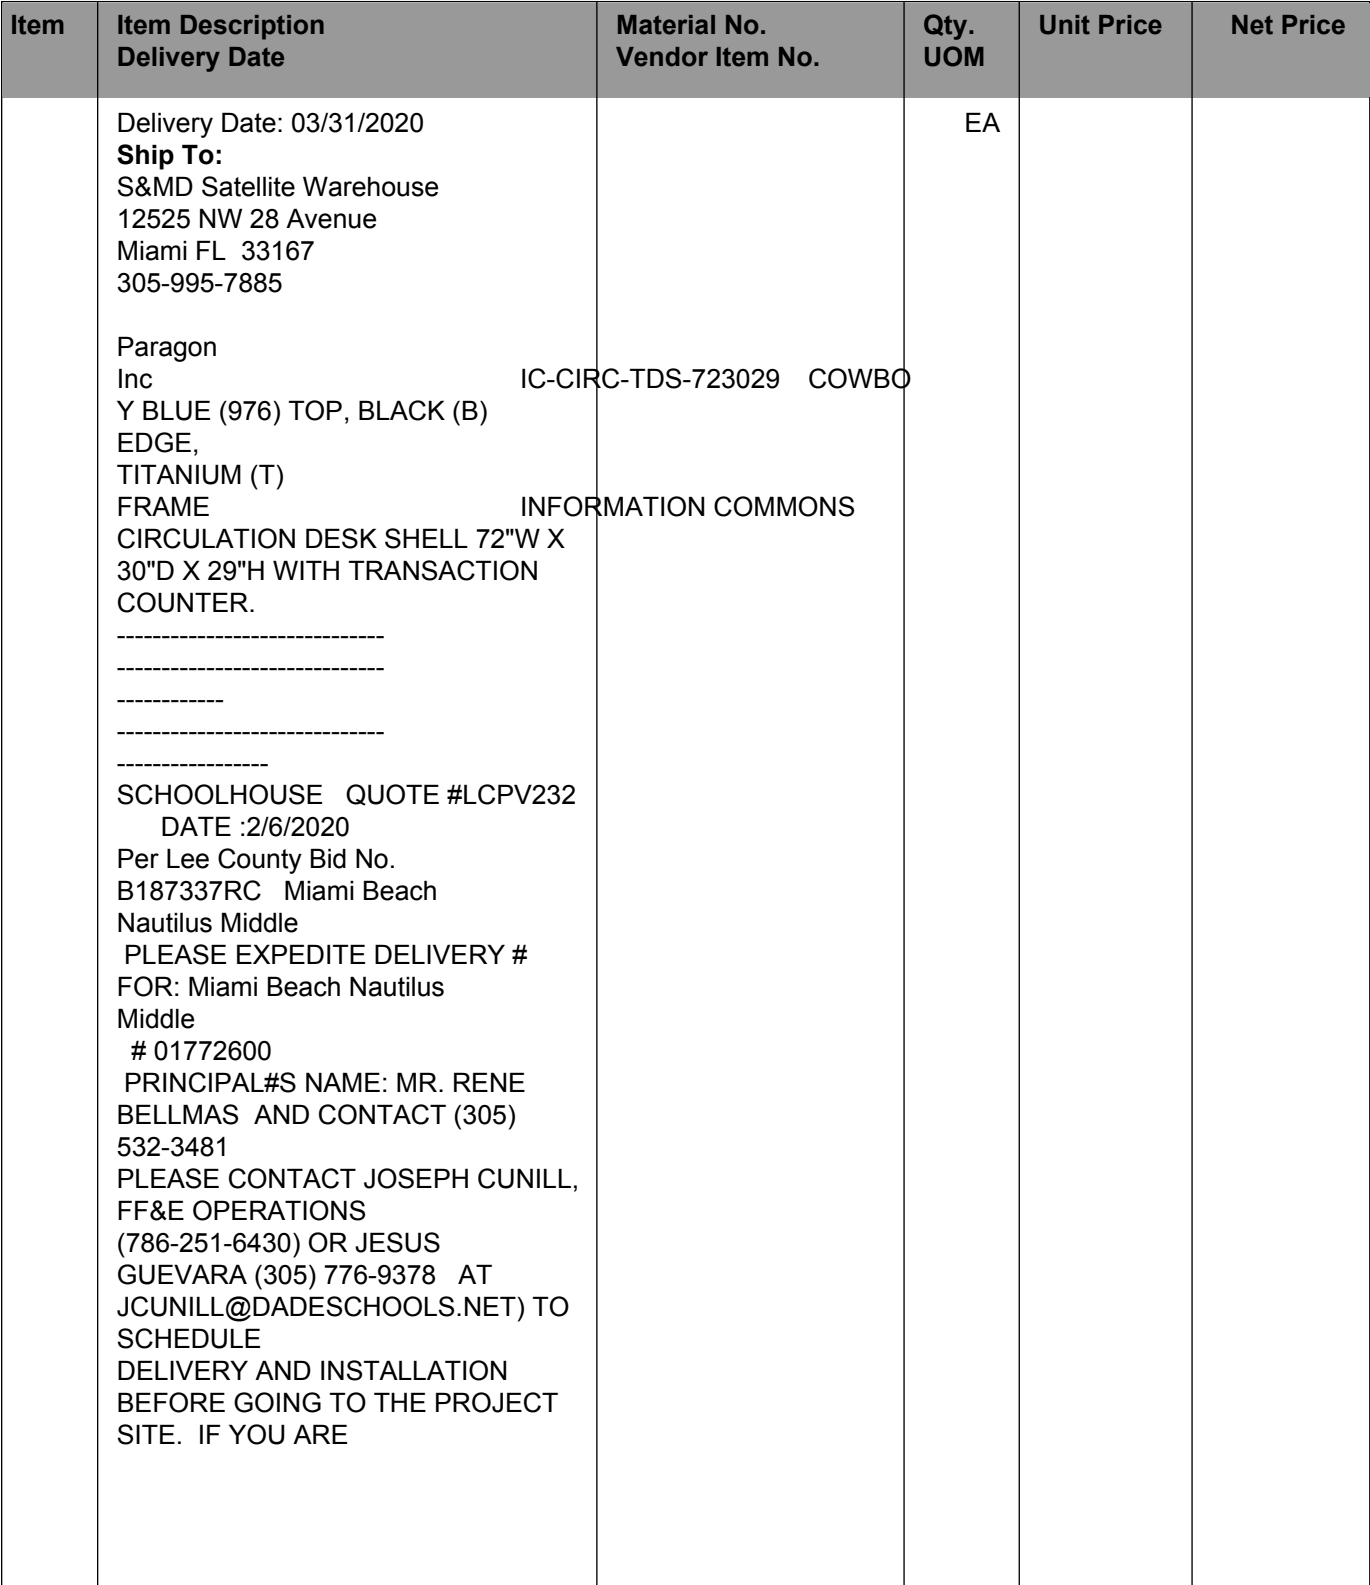 Item Item Description Material No. Qty. Unit Price Net Price
Delivery Date Vendor Item No. UOM
Delivery Date: 03/31/2020 EA
Ship To:
S&MD Satellite Warehouse
12525 NW 28 Avenue
Miami FL  33167
305-995-7885
Paragon
Inc IC-CIRC-TDS-723029 COWBO
Y BLUE (976) TOP, BLACK (B)
EDGE,
TITANIUM (T)
FRAME INFORMATION COMMONS
CIRCULATION DESK SHELL 72"W X
30"D X 29"H WITH TRANSACTION
COUNTER.
------------------------------
------------------------------
------------
------------------------------
-----------------
SCHOOLHOUSE QUOTE #LCPV232
DATE :2/6/2020
Per Lee County Bid No.
B187337RC Miami Beach
Nautilus Middle
PLEASE EXPEDITE DELIVERY #
FOR: Miami Beach Nautilus
Middle
# 01772600
PRINCIPAL#S NAME: MR. RENE
BELLMAS AND CONTACT (305)
532-3481
PLEASE CONTACT JOSEPH CUNILL,
FF&E OPERATIONS
(786-251-6430) OR JESUS
GUEVARA (305) 776-9378 AT
JCUNILL@DADESCHOOLS.NET) TO
SCHEDULE
DELIVERY AND INSTALLATION
BEFORE GOING TO THE PROJECT
SITE. IF YOU ARE